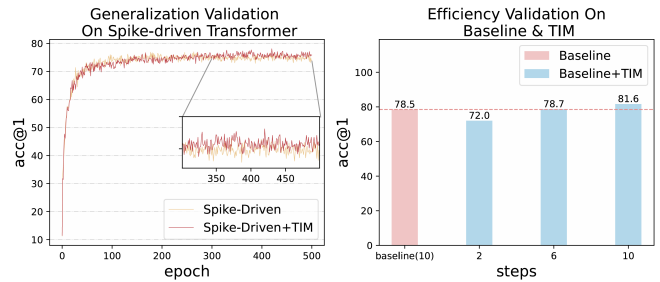 Generalization Validation
On Spike-driven Transformer
acc@1
80
70
60
50
40
30
20
10
350 400 450
Spike-Driven
Spike-Driven+TIM
0 100 200 300 400 500
epoch
Efficiency Validation On
Baseline & TIM
acc@1
100
80
60
40
20
0
Baseline
Baseline+TIM
78.5 72.0 78.7 81.6
baseline(10) 2 6 10
steps